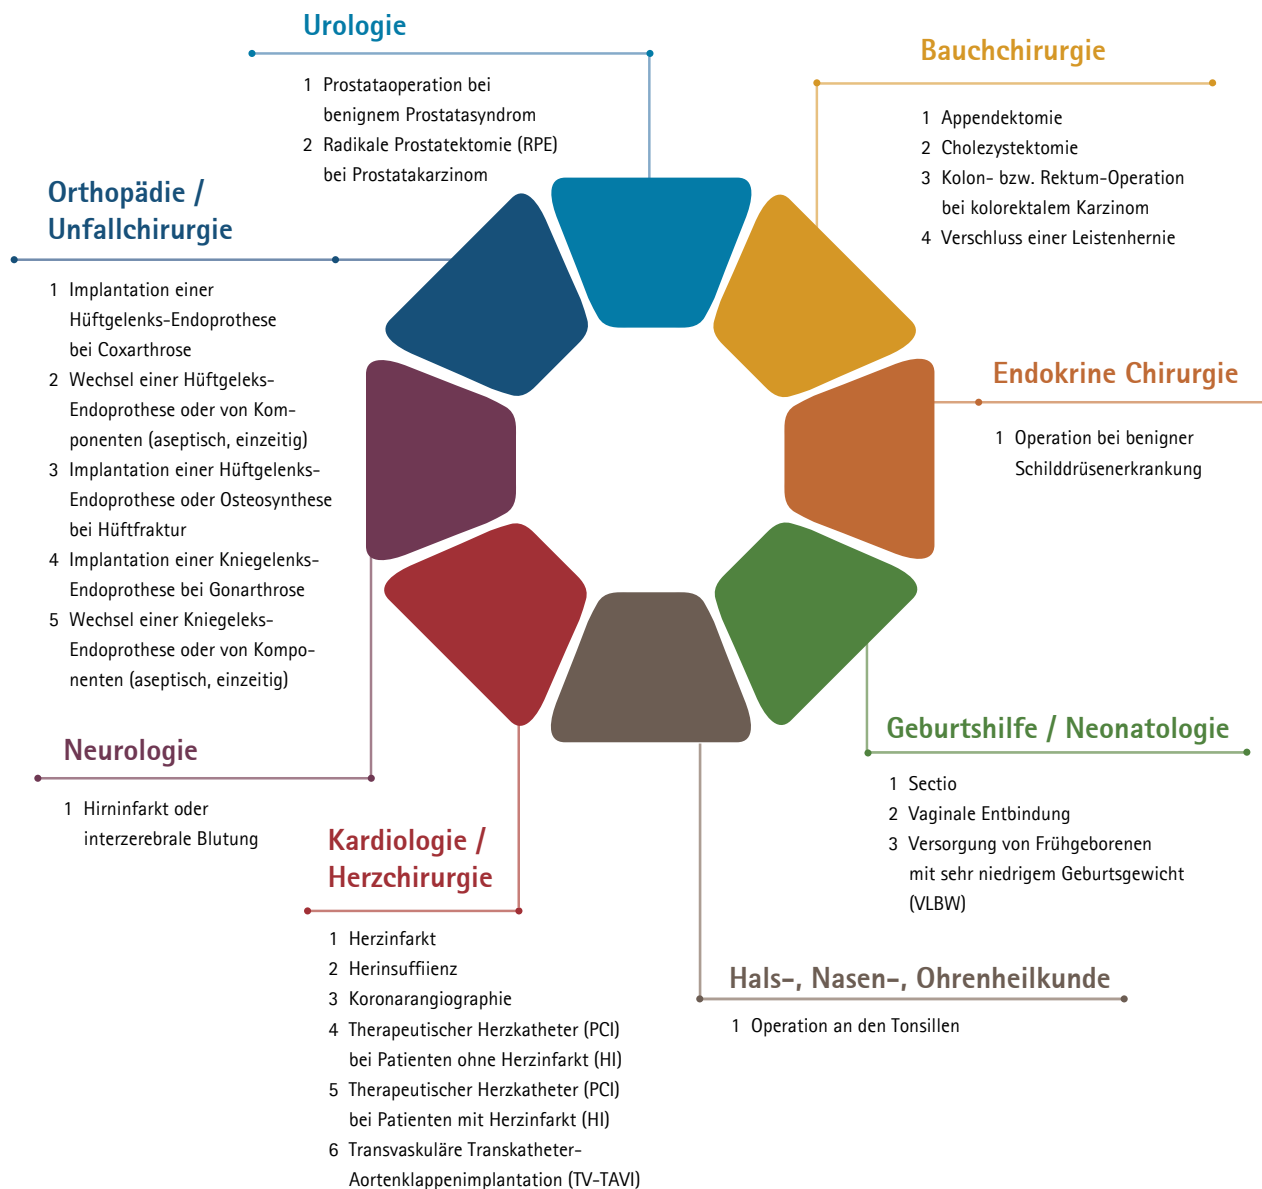 Urologie
1 Prostataoperation bei
benignem Prostatasyndrom
2 Radikale Prostatektomie (RPE)
bei Prostatakarzinom
Bauchchirurgie
1 Appendektomie
2 Cholezystektomie
3 Kolon- bzw. Rektum-Operation
bei kolorektalem Karzinom
4 Verschluss einer Leistenhernie
Orthopädie /
Unfallchirurgie
1 Implantation einer
Hüftgelenks-Endoprothese
bei Coxarthrose
2 Wechsel einer Hüftgeleks-
Endoprothese oder von Kom-
ponenten (aseptisch, einzeitig)
3 Implantation einer Hüftgelenks-
Endoprothese oder Osteosynthese
bei Hüftfraktur
4 Implantation einer Kniegelenks-
Endoprothese bei Gonarthrose
5 Wechsel einer Kniegeleks-
Endoprothese oder von Kompo-
nenten (aseptisch, einzeitig)
Endokrine Chirurgie
1 Operation bei benigner
Schilddrüsenerkrankung
Neurologie
1 Hirninfarkt oder
interzerebrale Blutung
Geburtshilfe / Neonatologie
1 Sectio
2 Vaginale Entbindung
3 Versorgung von Frühgeborenen
mit sehr niedrigem Geburtsgewicht
(VLBW)
Kardiologie /
Herzchirurgie
1 Herzinfarkt
2 Herinsuffiienz
3 Koronarangiographie
4 Therapeutischer Herzkatheter (PCI)
bei Patienten ohne Herzinfarkt (HI)
5 Therapeutischer Herzkatheter (PCI)
bei Patienten mit Herzinfarkt (HI)
6 Transvaskuläre Transkatheter-
Aortenklappenimplantation (TV-TAVI)
Hals-, Nasen-, Ohrenheilkunde
1 Operation an den Tonsillen